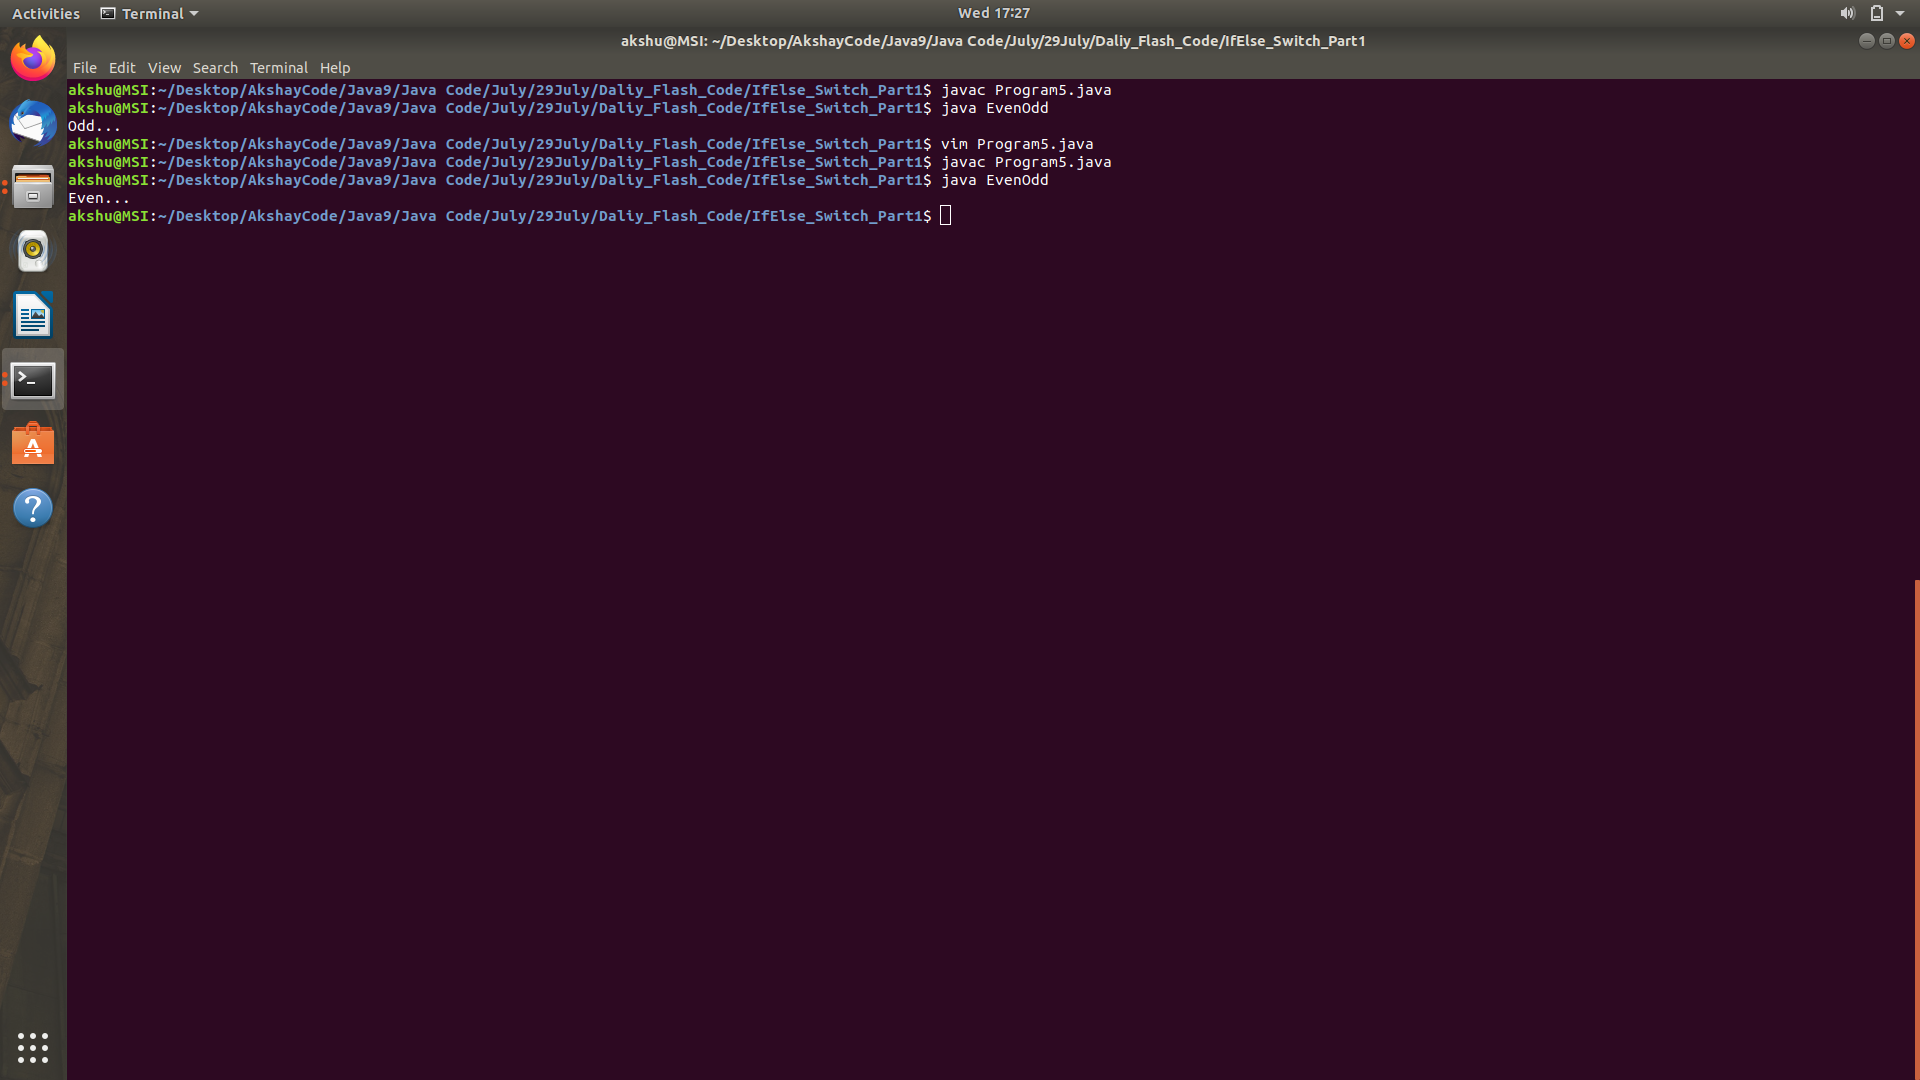 Activities Terminal Wed 17:27
akshu@MSI: ~/Desktop/AkshayCode/Java9/Java Code/July/29July/Daliy_Flash_Code/IfElse_Switch_Part1
File Edit View Search Terminal Help
akshu@MSI:~/Desktop/AkshayCode/Java9/Java Code/July/29July/Daliy_Flash_Code/IfElse_Switch_Part1$ javac Program5.java
akshu@MSI:~/Desktop/AkshayCode/Java9/Java Code/July/29July/Daliy_Flash_Code/IfElse_Switch_Part1$ java EvenOdd
Odd...
akshu@MSI:~/Desktop/AkshayCode/Java9/Java Code/July/29July/Daliy_Flash_Code/IfElse_Switch_Part1$ vim Program5.java
akshu@MSI:~/Desktop/AkshayCode/Java9/Java Code/July/29July/Daliy_Flash_Code/IfElse_Switch_Part1$ javac Program5.java
akshu@MSI:~/Desktop/AkshayCode/Java9/Java Code/July/29July/Daliy_Flash_Code/IfElse_Switch_Part1$ java EvenOdd
Even...
akshu@MSI:~/Desktop/AkshayCode/Java9/Java Code/July/29July/Daliy_Flash_Code/IfElse_Switch_Part1$